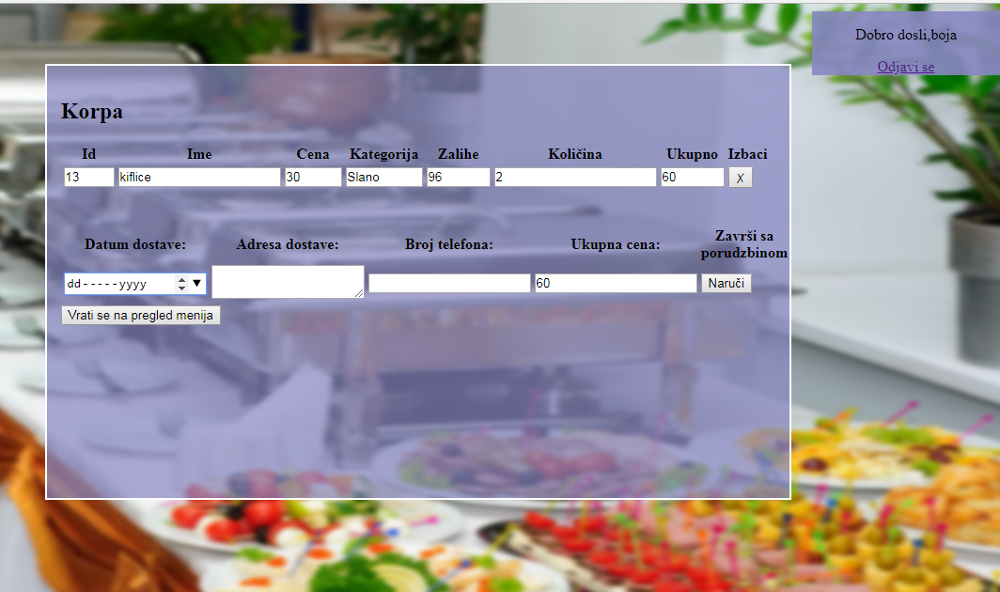 Dobro dosli,boja
Odjavi se
Korpa
Id Ime Cena Kategorija Zalihe Količina Ukupno Izbaci
13 kiflice 30 Slano 96 2 60 X
Datum dostave: Adresa dostave: Broj telefona: Ukupna cena: Završi sa
porudzbinom
dd-----yyyy 60 Naruči
Vrati se na pregled menija